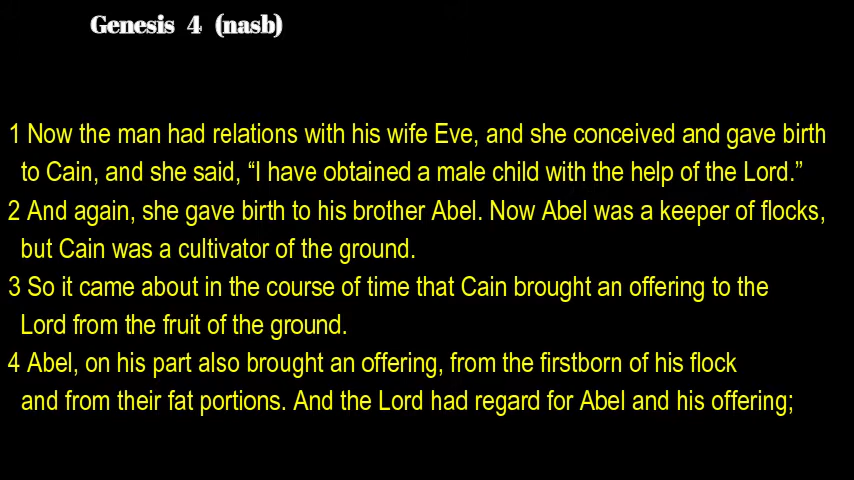 Genesis 4 (nasb)
1 Now the man had relations with his wife Eve, and she conceived and gave birth
to Cain, and she said, “I have obtained a male child with the help of the Lord.”
2 And again, she gave birth to his brother Abel. Now Abel was a keeper of flocks,
but Cain was a cultivator of the ground.
3 So it came about in the course of time that Cain brought an offering to the
Lord from the fruit of the ground.
4 Abel, on his part also brought an offering, from the firstborn of his flock
and from their fat portions. And the Lord had regard for Abel and his offering;